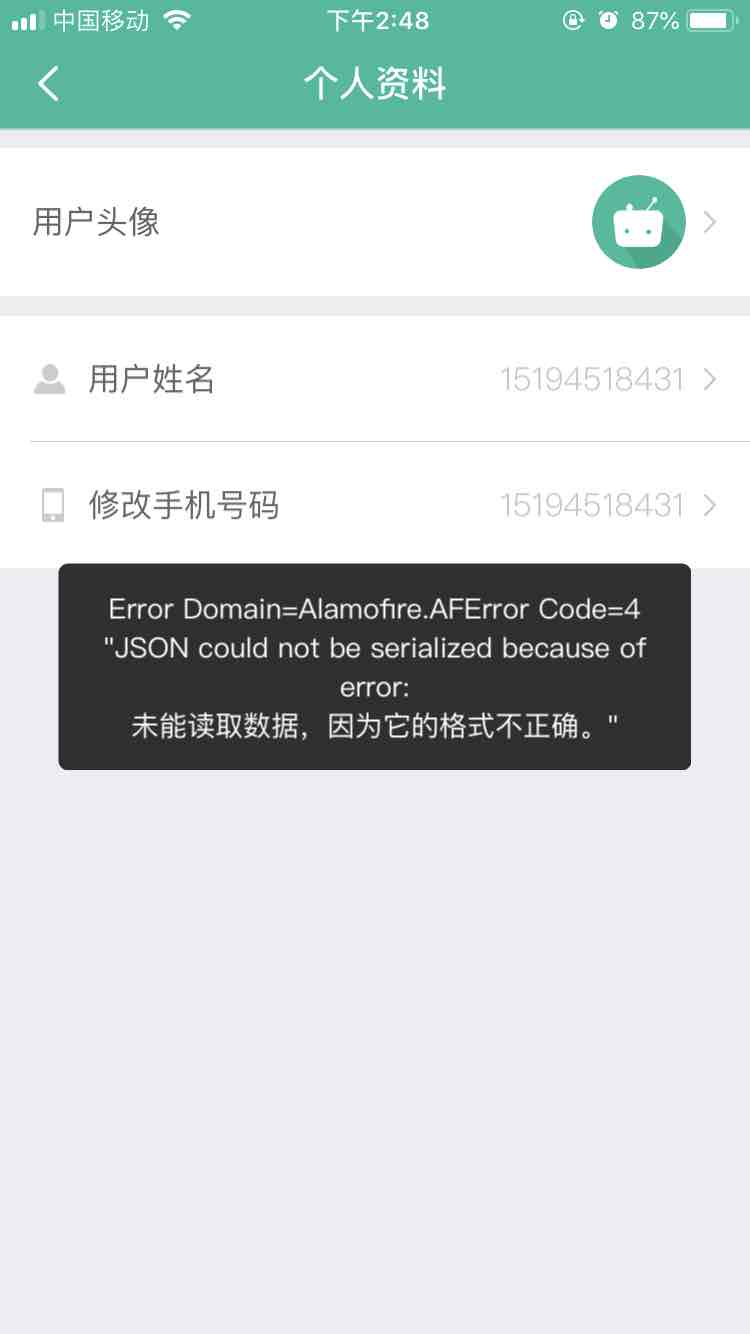 中国移动 下午2:48 87%
个人资料
用户头像
用户姓名 15194518431
修改手机号码 15194518431
Error Domain=Alamofire.AFError Code=4
"JSON could not be serialized because of
error:
未能读取数据，因为它的格式不正确。"